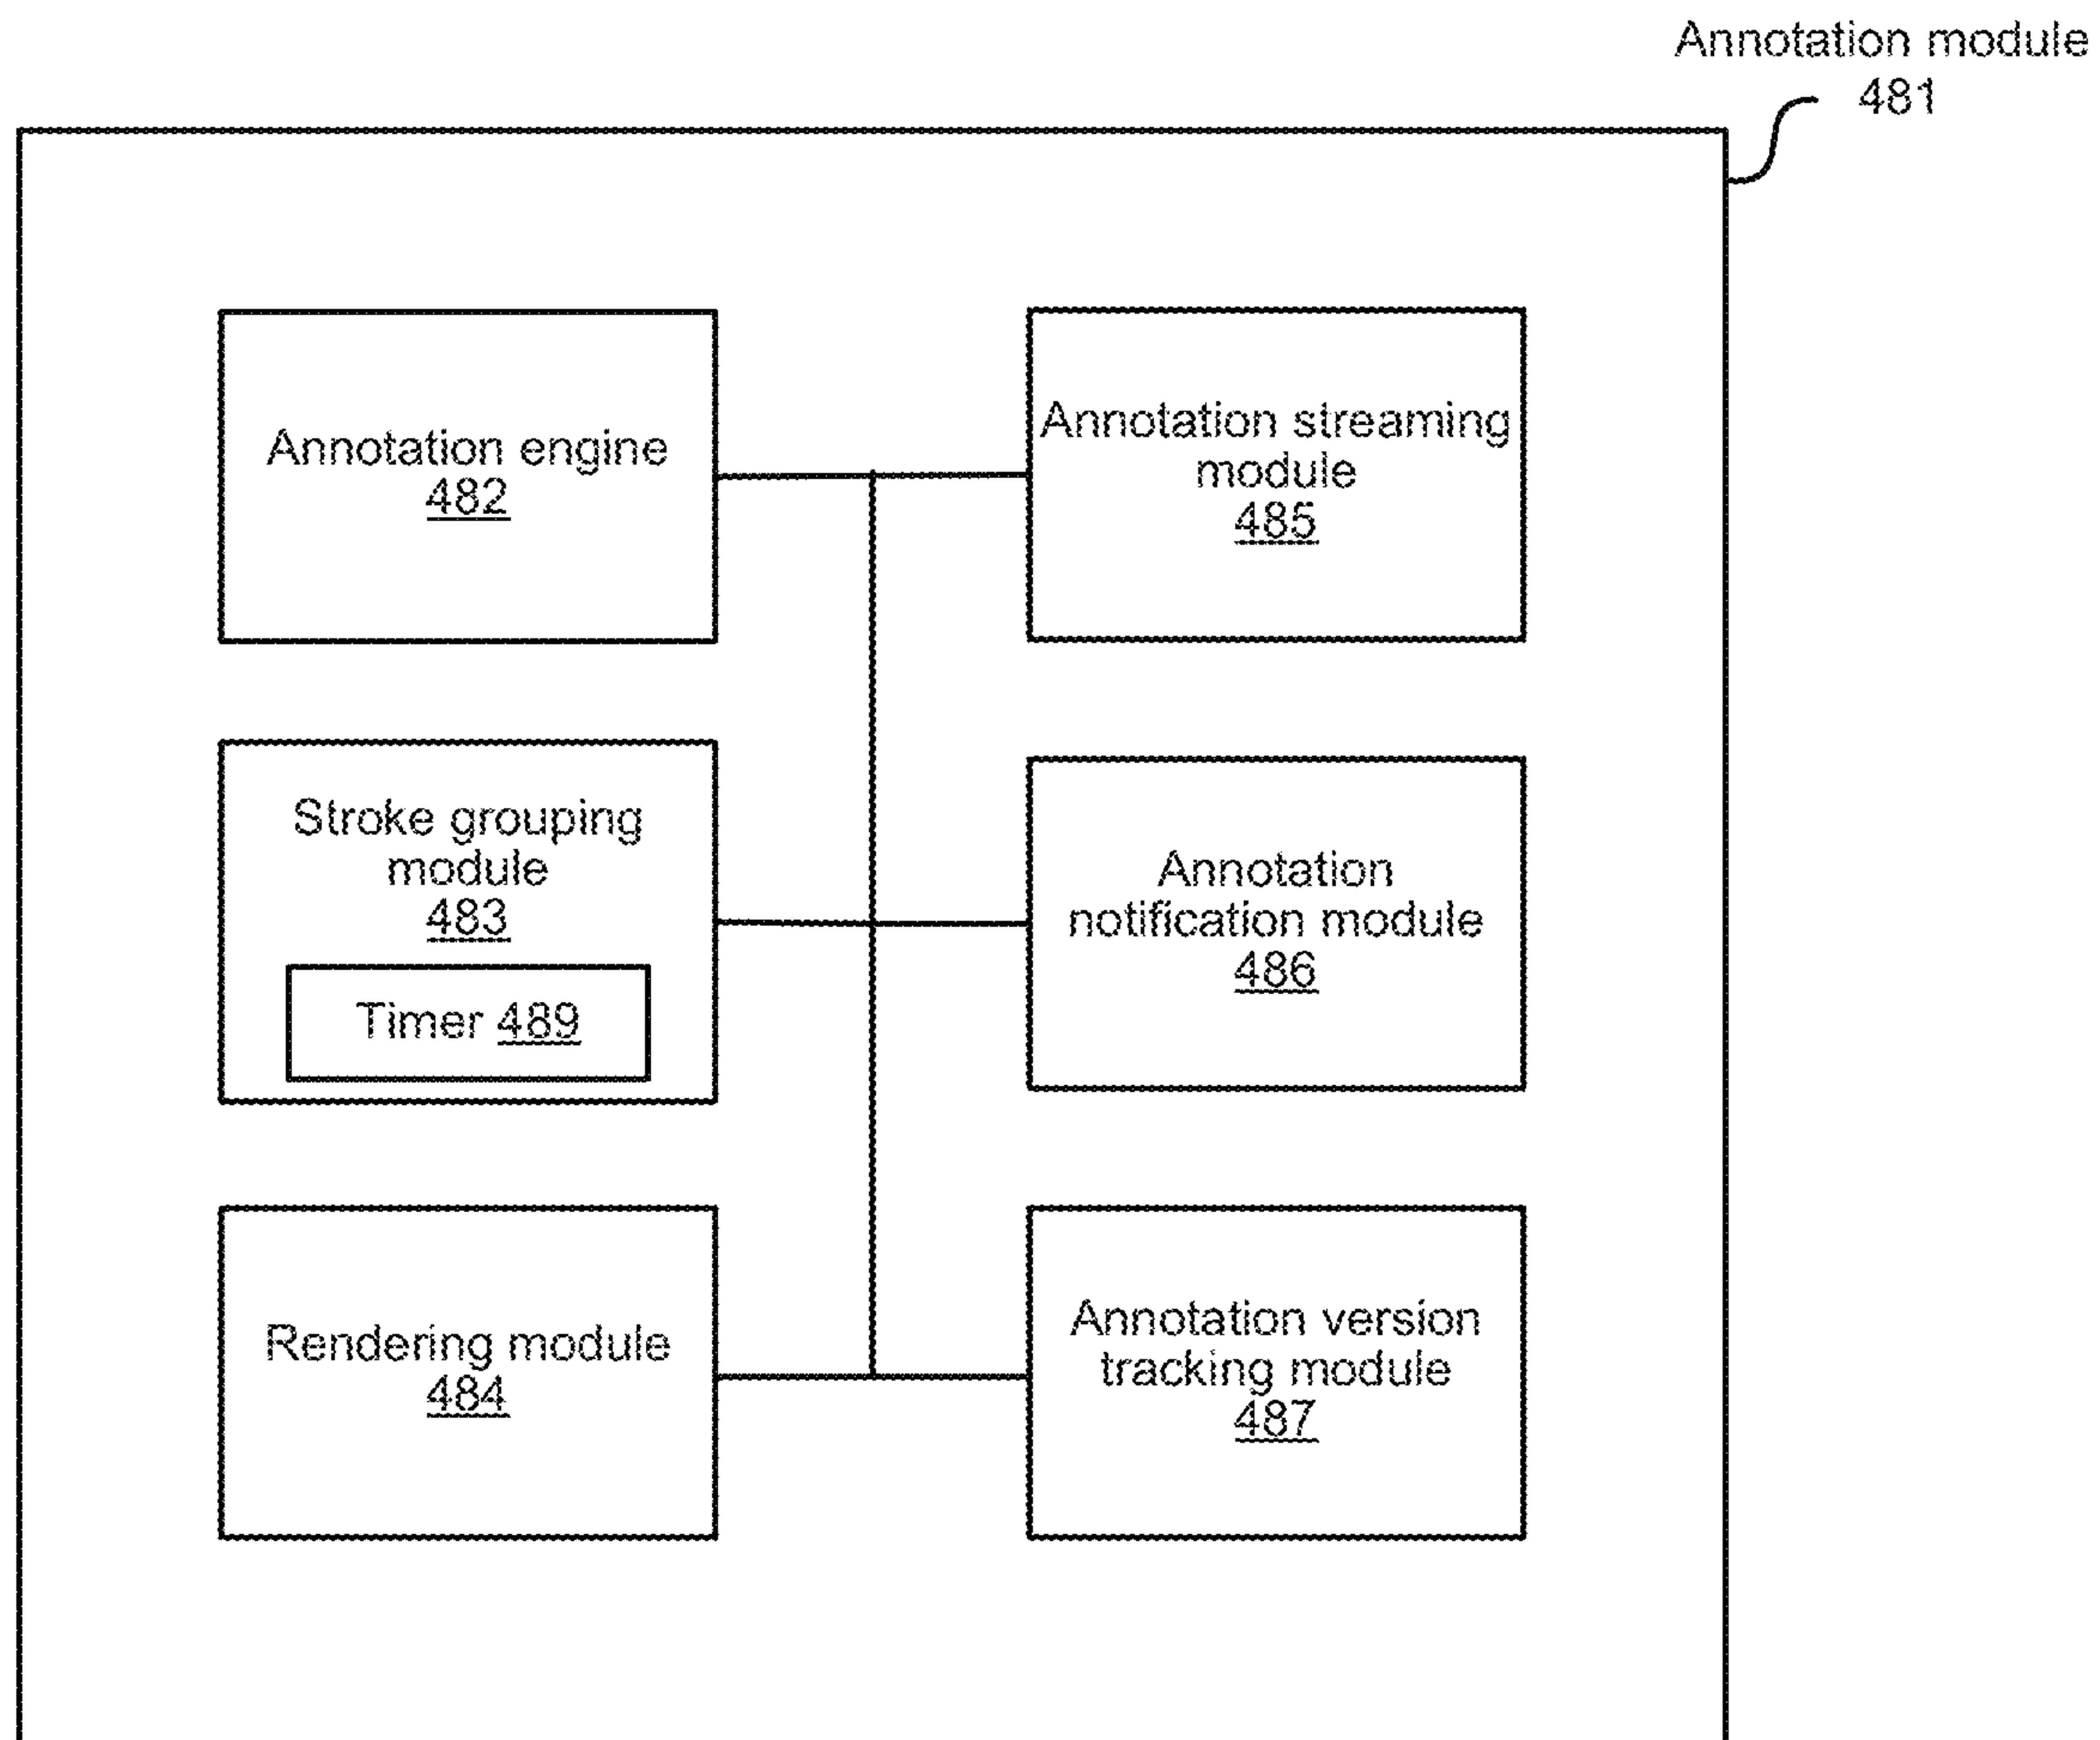 Annotation module
481
Annotation engine
482
Annotation streaming
module
485
Stroke grouping
module
483
Timer 489
Annotation
notification module
486
Rendering module
484
Annotation version
tracking module
487